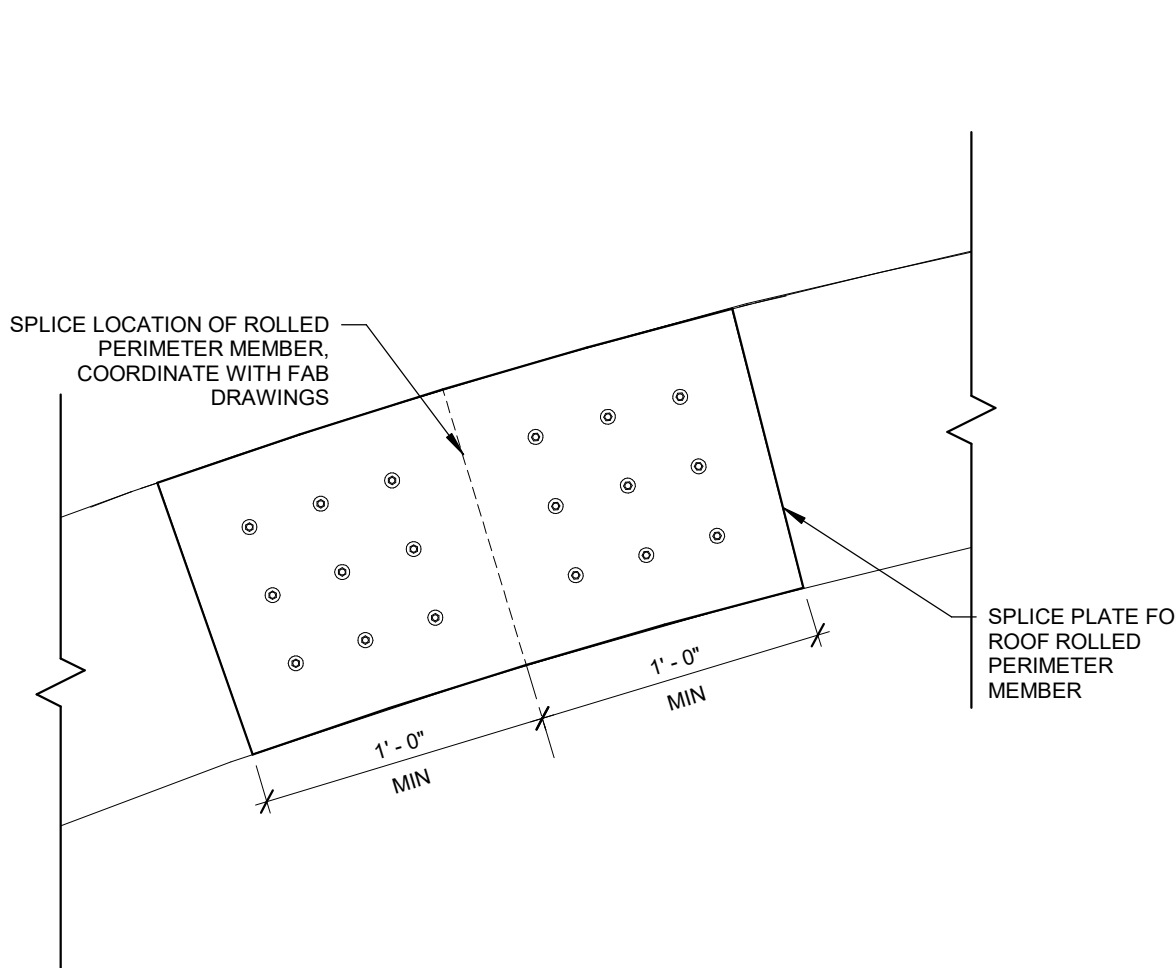 SPLICE LOCATION OF ROLLED
PERIMETER MEMBER,
COORDINATE WITH FAB
DRAWINGS
SPLICE PLATE FO
ROOF ROLLED
PERIMETER
MEMBER
1' - 0"
MIN
1' - 0"
MIN